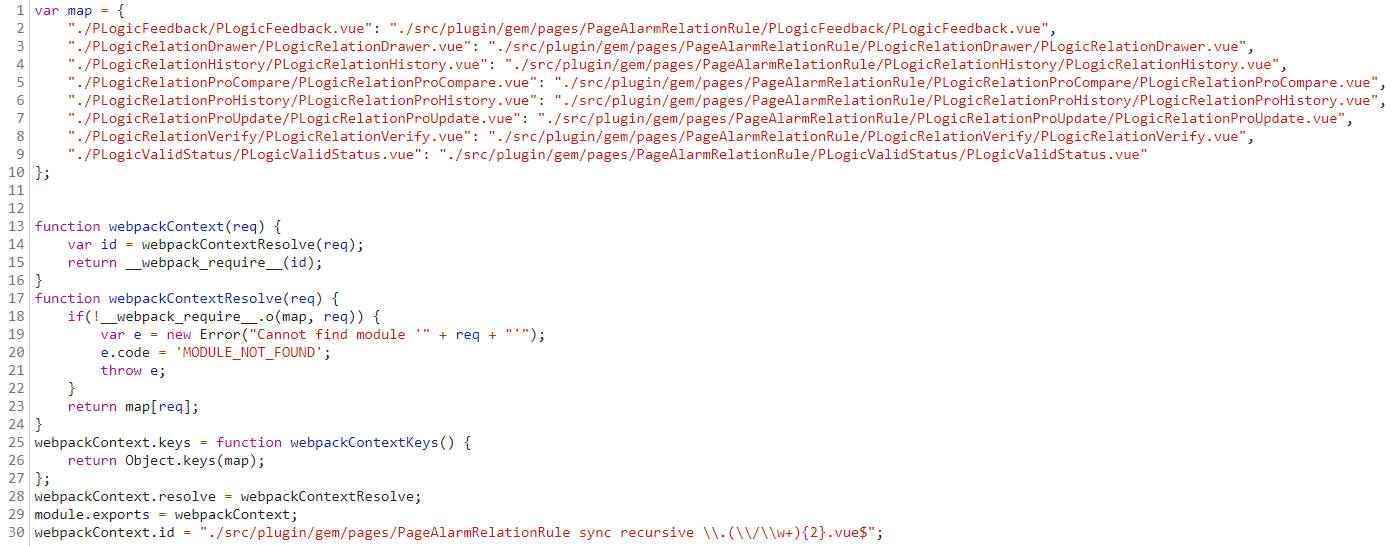 1 var map = {
2     "./PLogicFeedback/PLogicFeedback.vue": "./src/plugin/gem/pages/PageAlarmRelationRule/PLogicFeedback/PLogicFeedback.vue",
3     "./PLogicRelationDrawer/PLogicRelationDrawer.vue": "./src/plugin/gem/pages/PageAlarmRelationRule/PLogicRelationDrawer/PLogicRelationDrawer.vue",
4     "./PLogicRelationHistory/PLogicRelationHistory.vue": "./src/plugin/gem/pages/PageAlarmRelationRule/PLogicRelationHistory/PLogicRelationHistory.vue",
5     "./PLogicRelationProCompare/PLogicRelationProCompare.vue": "./src/plugin/gem/pages/PageAlarmRelationRule/PLogicRelationProCompare/PLogicRelationProCompare.vue",
6     "./PLogicRelationProHistory/PLogicRelationProHistory.vue": "./src/plugin/gem/pages/PageAlarmRelationRule/PLogicRelationProHistory/PLogicRelationProHistory.vue",
7     "./PLogicRelationProUpdate/PLogicRelationProUpdate.vue": "./src/plugin/gem/pages/PageAlarmRelationRule/PLogicRelationProUpdate/PLogicRelationProUpdate.vue",
8     "./PLogicRelationVerify/PLogicRelationVerify.vue": "./src/plugin/gem/pages/PageAlarmRelationRule/PLogicRelationVerify/PLogicRelationVerify.vue",
9     "./PLogicValidStatus/PLogicValidStatus.vue": "./src/plugin/gem/pages/PageAlarmRelationRule/PLogicValidStatus/PLogicValidStatus.vue"
10 };
11
12
13 function webpackContext(req) {
14     var id = webpackContextResolve(req);
15     return __webpack_require__(id);
16 }
17 function webpackContextResolve(req) {
18     if(!__webpack_require__.o(map, req)) {
19         var e = new Error("Cannot find module '" + req + "'");
20         e.code = 'MODULE_NOT_FOUND';
21         throw e;
22     }
23     return map[req];
24 }
25 webpackContext.keys = function webpackContextKeys() {
26     return Object.keys(map);
27 };
28 webpackContext.resolve = webpackContextResolve;
29 module.exports = webpackContext;
30 webpackContext.id = "./src/plugin/gem/pages/PageAlarmRelationRule sync recursive \\.(\\/\\w+){2}.vue$";